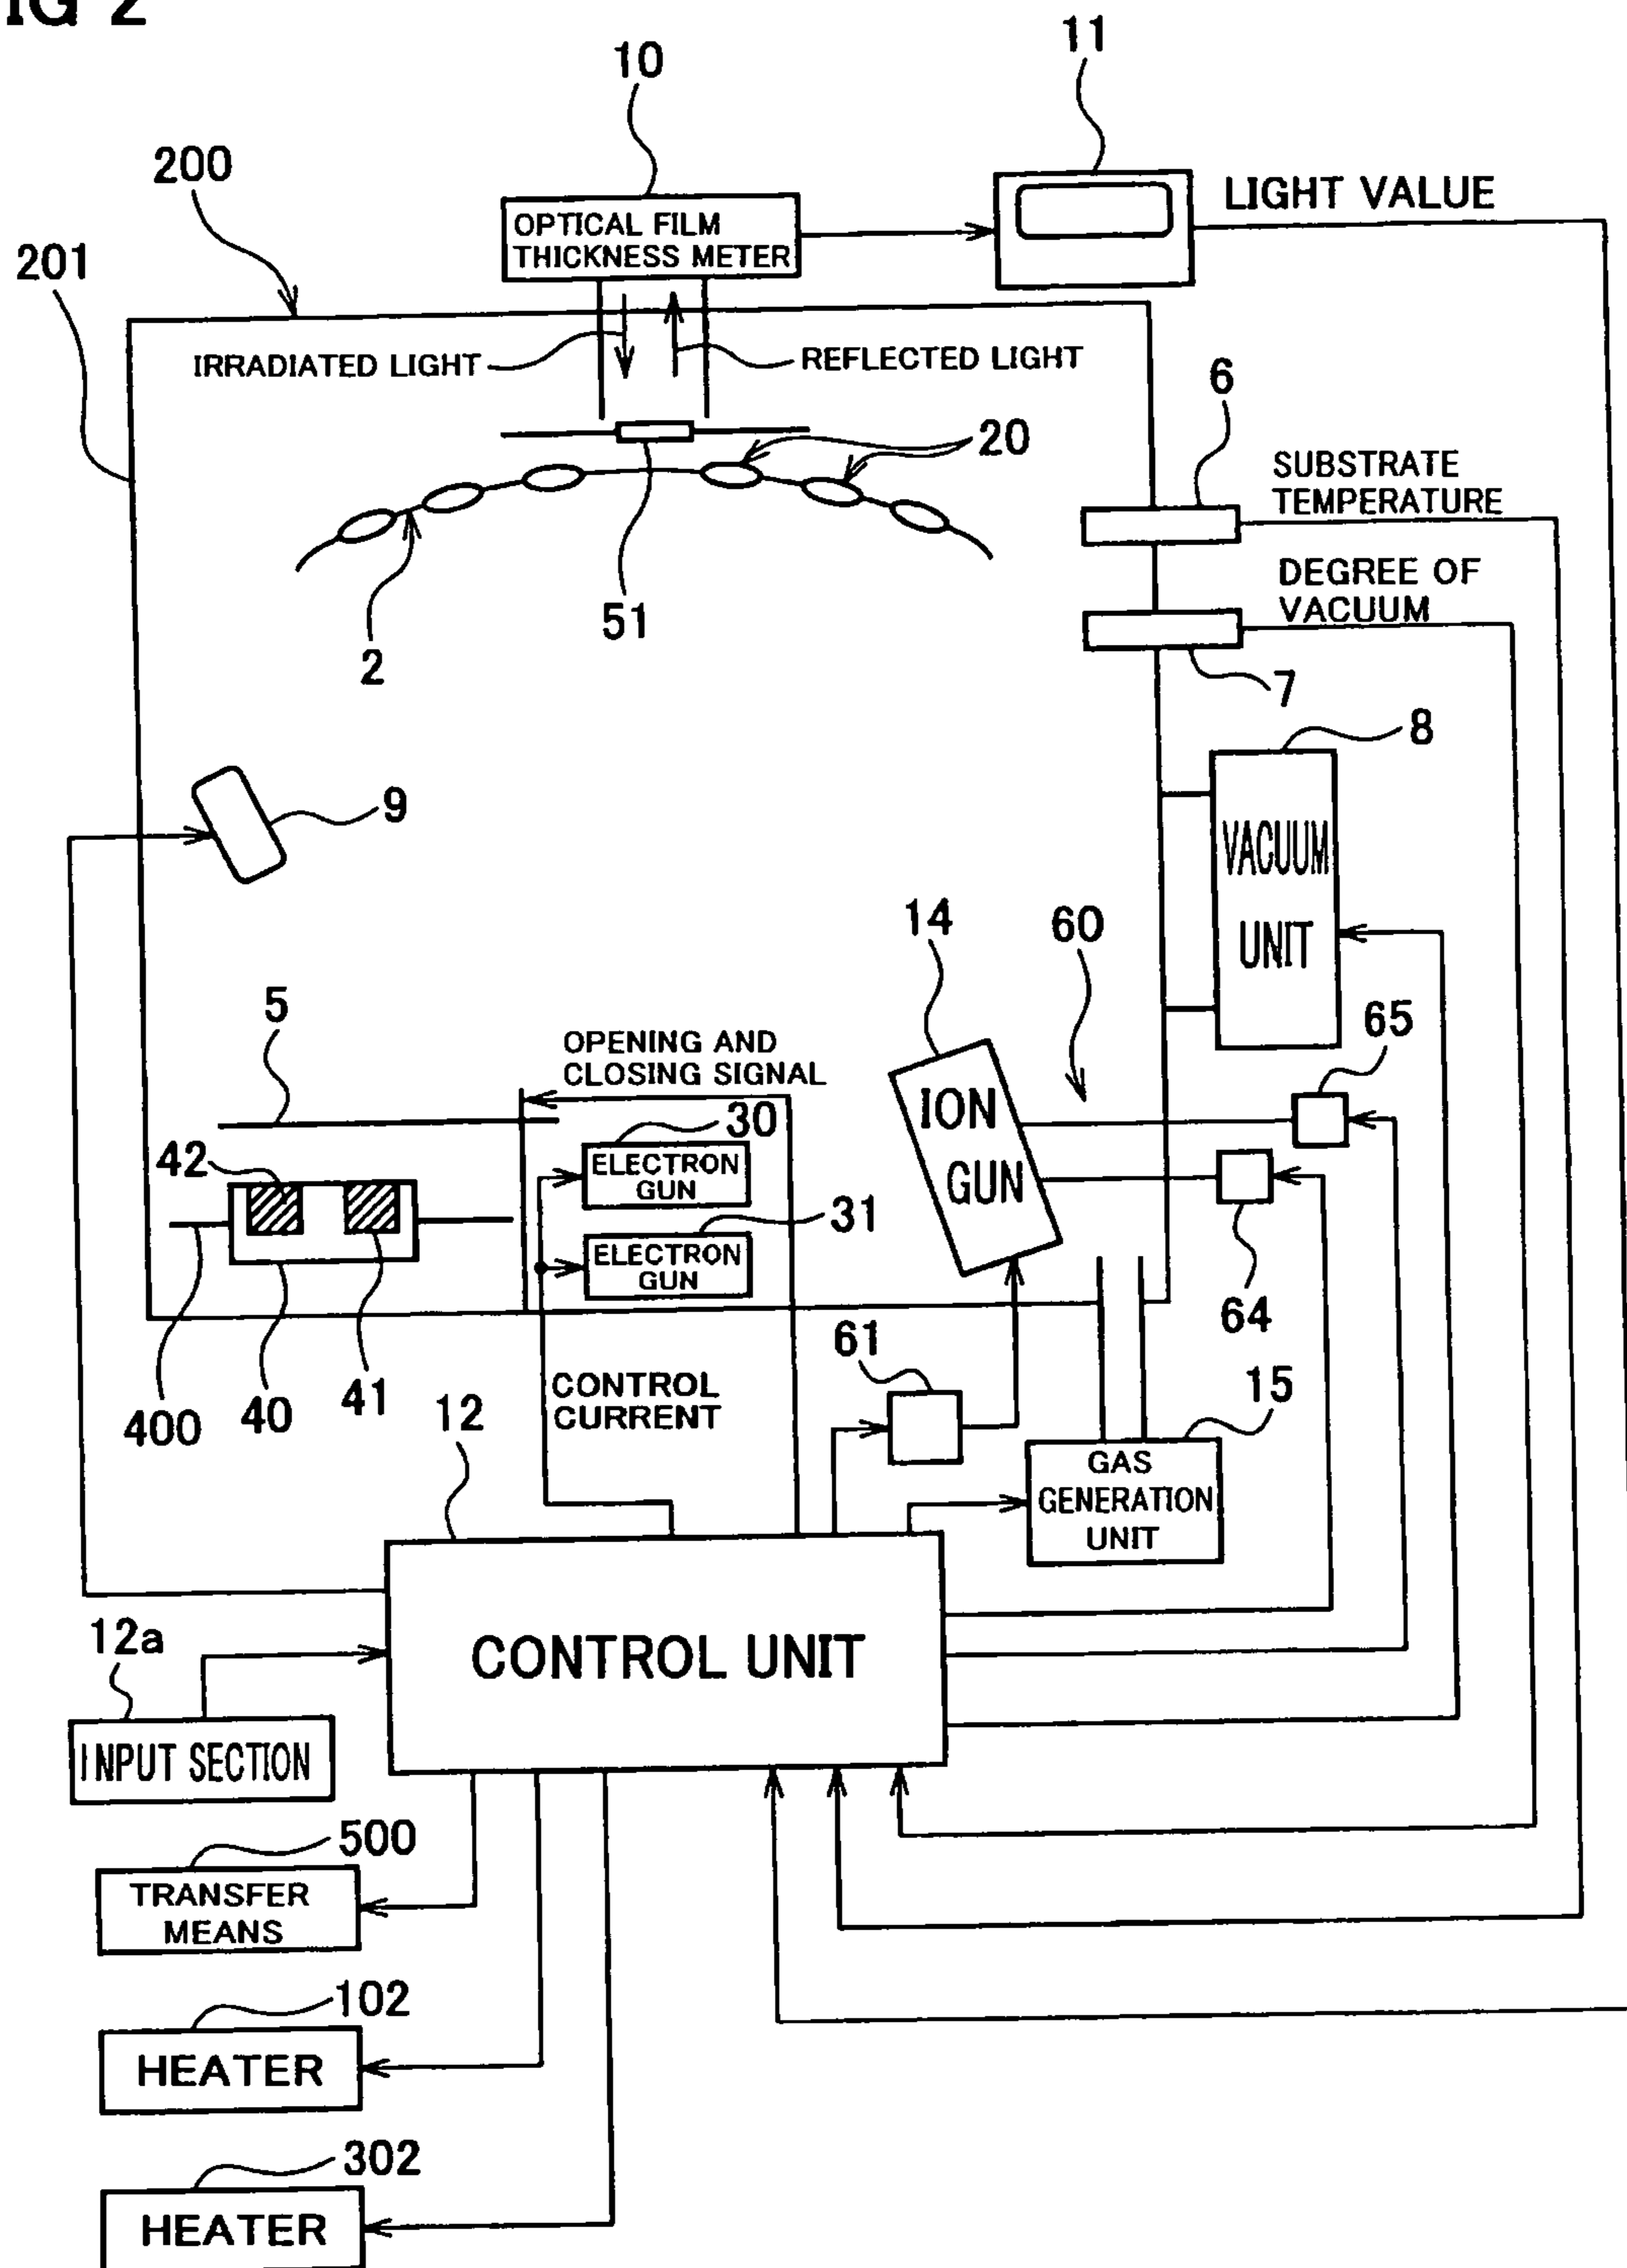 FIG 2
11
10
200
LIGHT VALUE
OPTICAL FILM
THICKNESS METER
201
IRRADIATED LIGHT
REFLECTED LIGHT
6
20
SUBSTRATE
TEMPERATURE
DEGREE OF
VACUUM
51
2
7
8
9
VACUUM
UNIT
14
60
5
65
OPENING AND
CLOSING SIGNAL
ION
GUN
30
42
ELECTRON
GUN
31
ELECTRON
GUN
64
61
41
40
400
CONTROL
CURRENT
12
15
GAS
GENERATION
UNIT
12a
CONTROL UNIT
INPUT SECTION
500
TRANSFER
MEANS
102
HEATER
302
HEATER